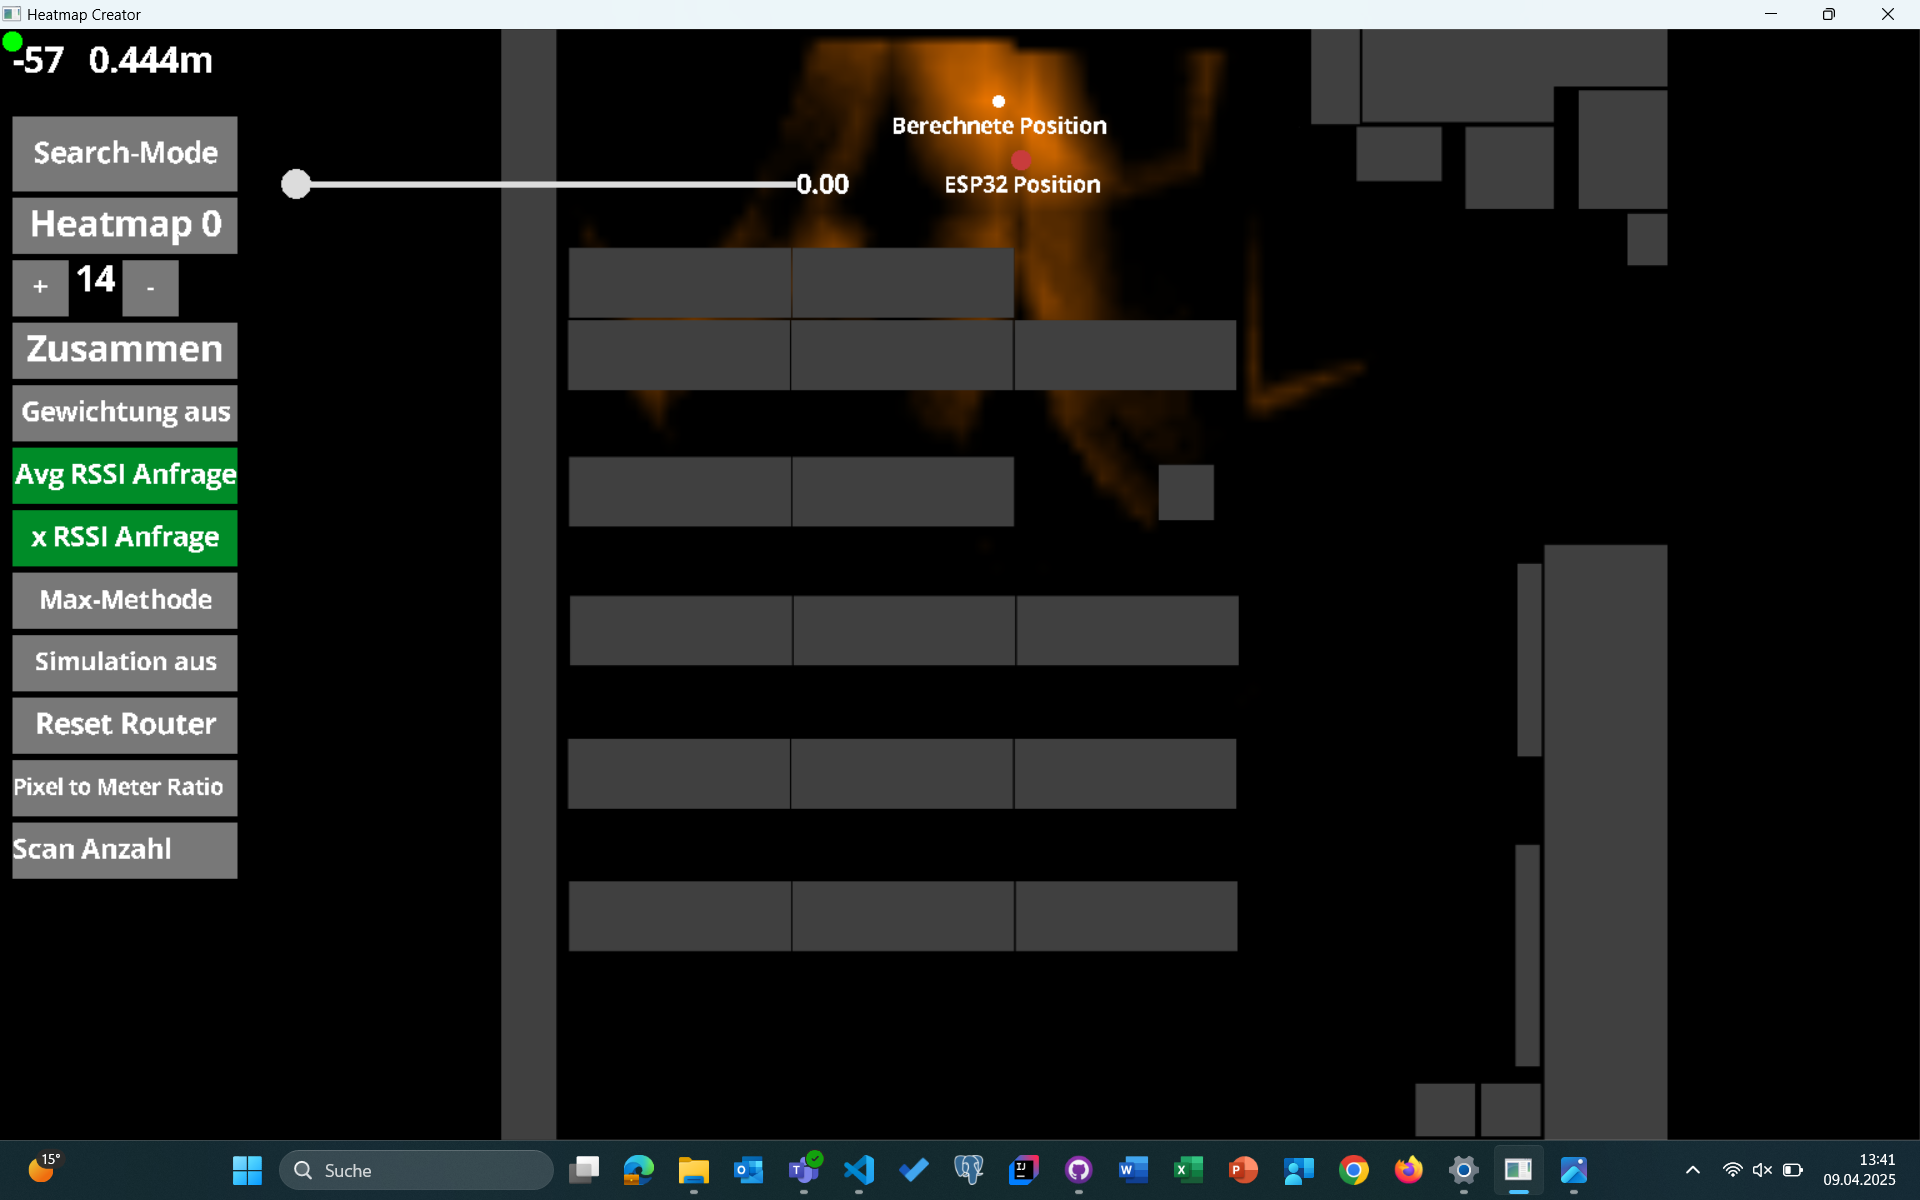 Heatmap Creator
-57 0.444m
Berechnete Position
Search-Mode
0.00
ESP32 Position
Heatmap 0
+ 14 -
Zusammen
Gewichtung aus
Avg RSSI Anfrage
x RSSI Anfrage
Max-Methode
Simulation aus
Reset Router
Pixel to Meter Ratio
Scan Anzahl
15°
Suche
13:41
09.04.2025